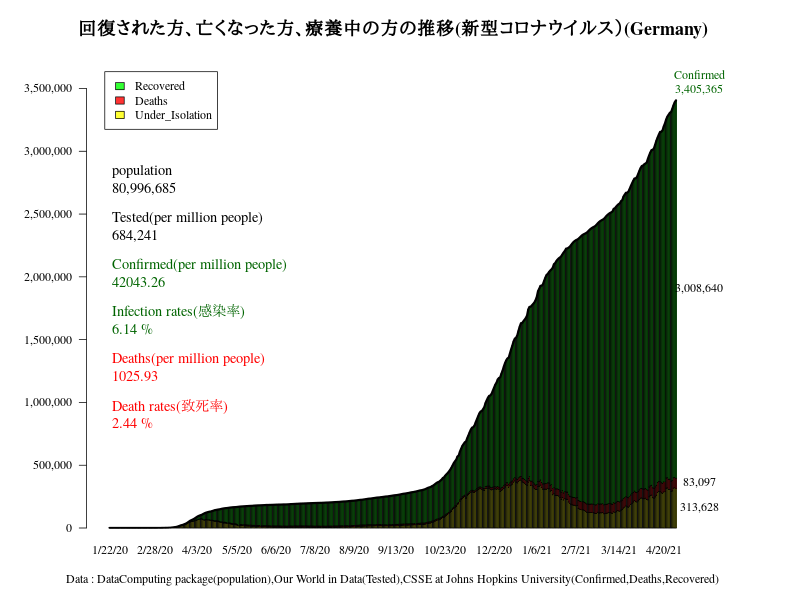 回復された方、亡くなった方、療養中の方の推移(新型コロナウイルス）(Germany)
Confirmed
3,405,365
3,500,000
3,000,000
2,500,000
2,000,000
1,500,000
1,000,000
500,000
0
Recovered
Deaths
Under_Isolation
population
80,996,685
Tested(per million people)
684,241
Confirmed(per million people)
42043.26
Infection rates(感染率)
6.14 %
Deaths(per million people)
1025.93
Death rates(致死率)
2.44 %
3,008,640
83,097
313,628
1/22/20 2/28/20 4/3/20 5/5/20 6/6/20 7/8/20 8/9/20 9/13/20 10/23/20 12/2/20 1/6/21 2/7/21 3/14/21 4/20/21
Data : DataComputing package(population),Our World in Data(Tested),CSSE at Johns Hopkins University(Confirmed,Deaths,Recovered)